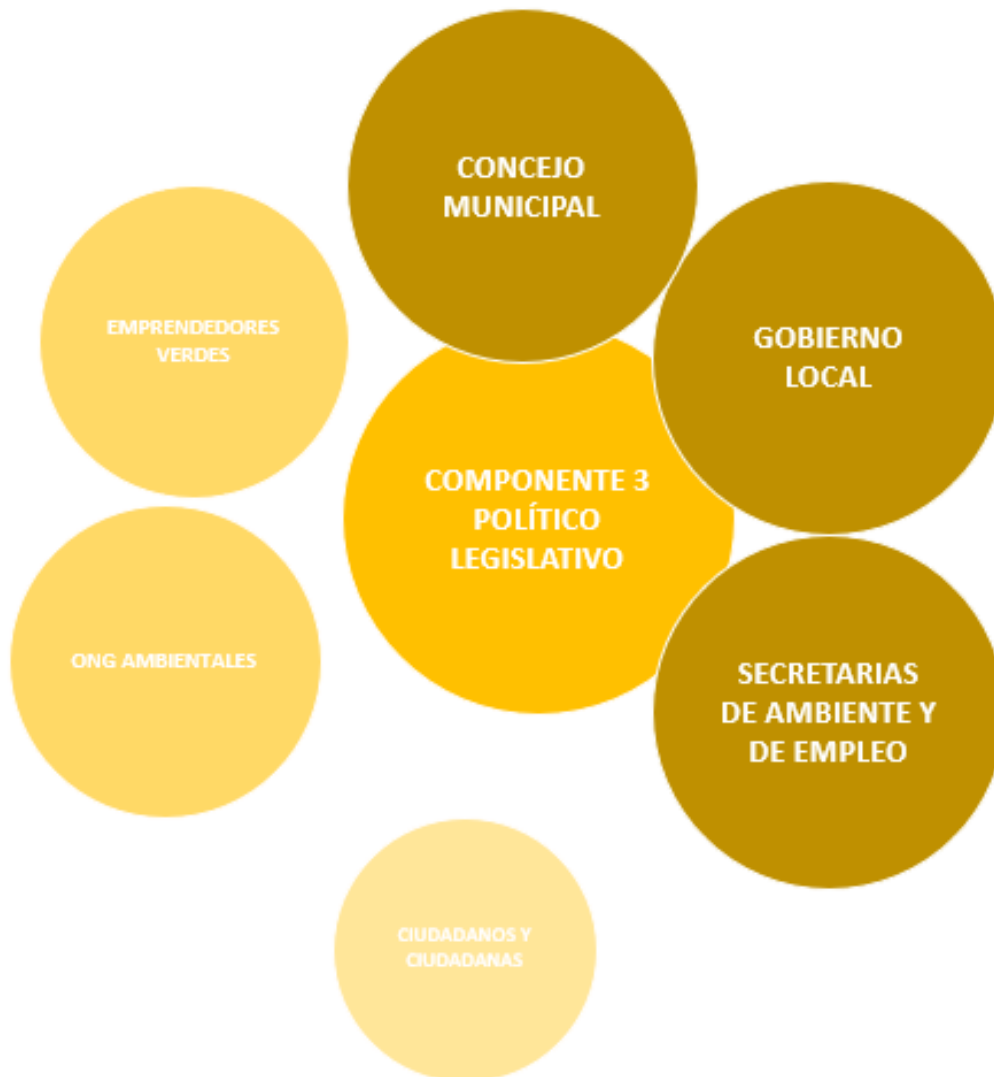 CONCEJO
MUNICIPAL
EMPRENDEDORES
VERDES
GOBIERNO
LOCAL
COMPONENTE 3
POLÍTICO
LEGISLATIVO
ONG AMBIENTALES
SECRETARIAS
DE AMBIENTE Y
DE EMPLEO
CIUDADANOS Y
CIUDADANAS